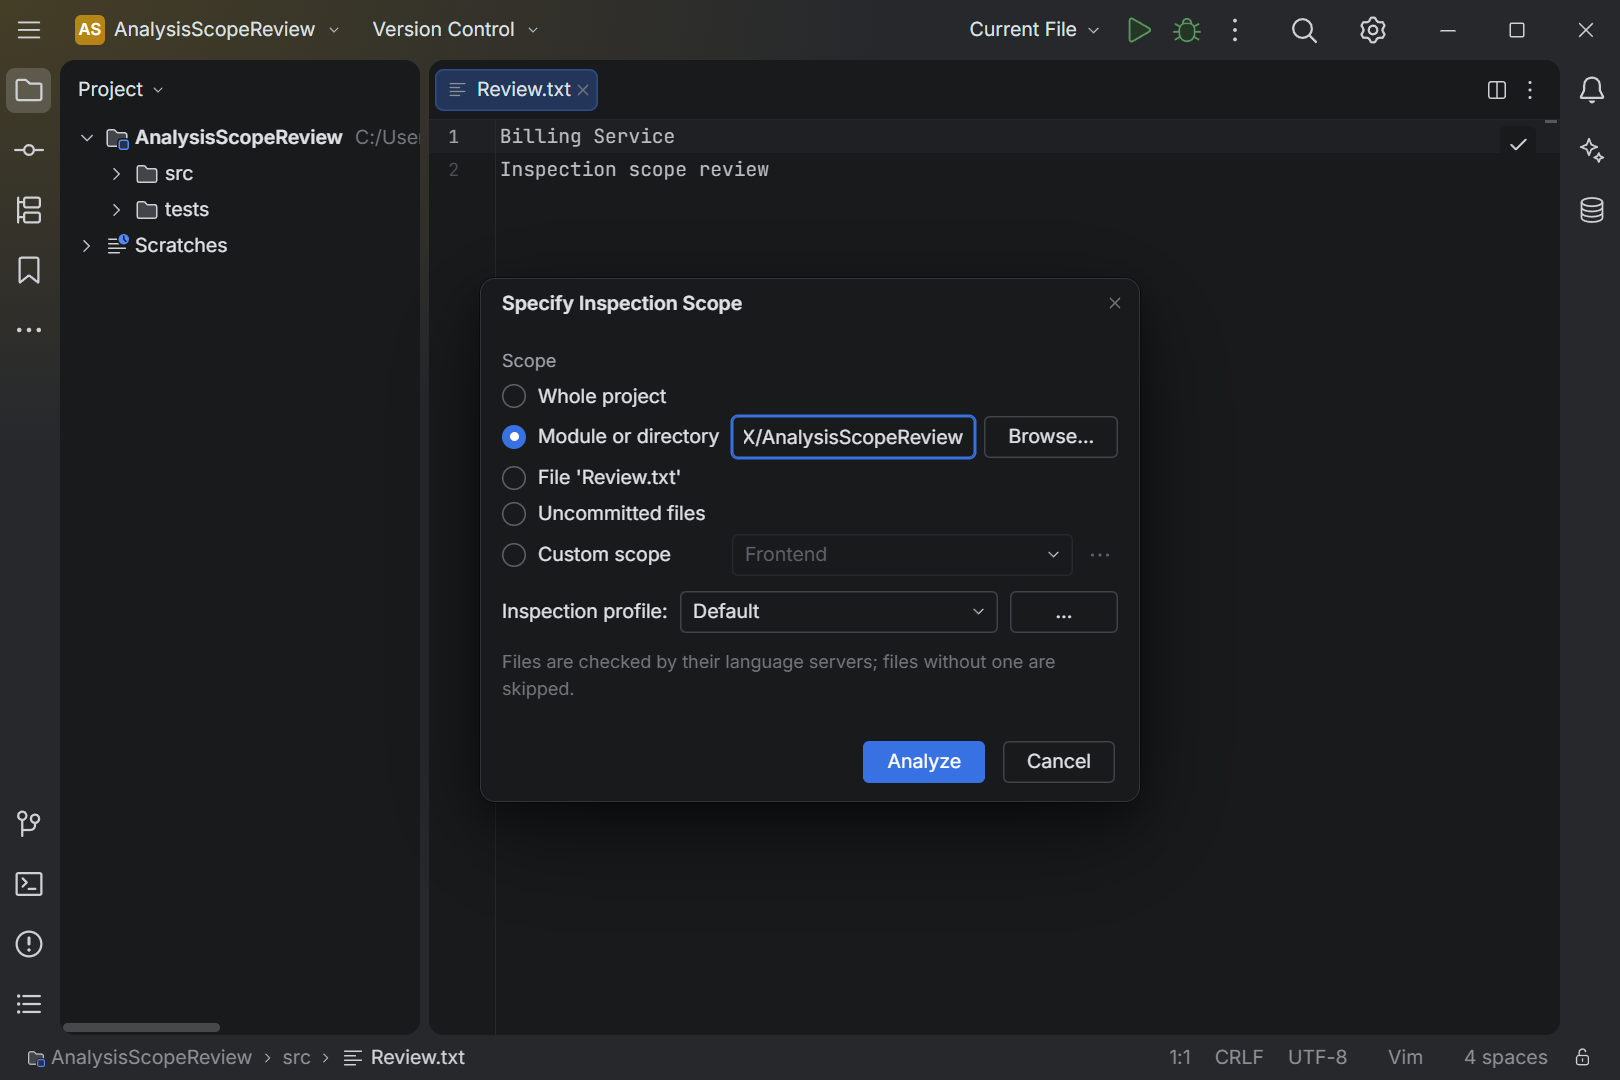 AS AnalysisScopeReview Version Control Current File
Project
Review.txt
AnalysisScopeReview C:/User
src
tests
Scratches
1 Billing Service
2 Inspection scope review
Specify Inspection Scope
Scope
Whole project
Module or directory X/AnalysisScopeReview Browse...
File 'Review.txt'
Uncommitted files
Custom scope Frontend ...
Inspection profile: Default ...
Files are checked by their language servers; files without one are
skipped.
Analyze Cancel
AnalysisScopeReview › src › Review.txt 1:1 CRLF UTF-8 Vim 4 spaces